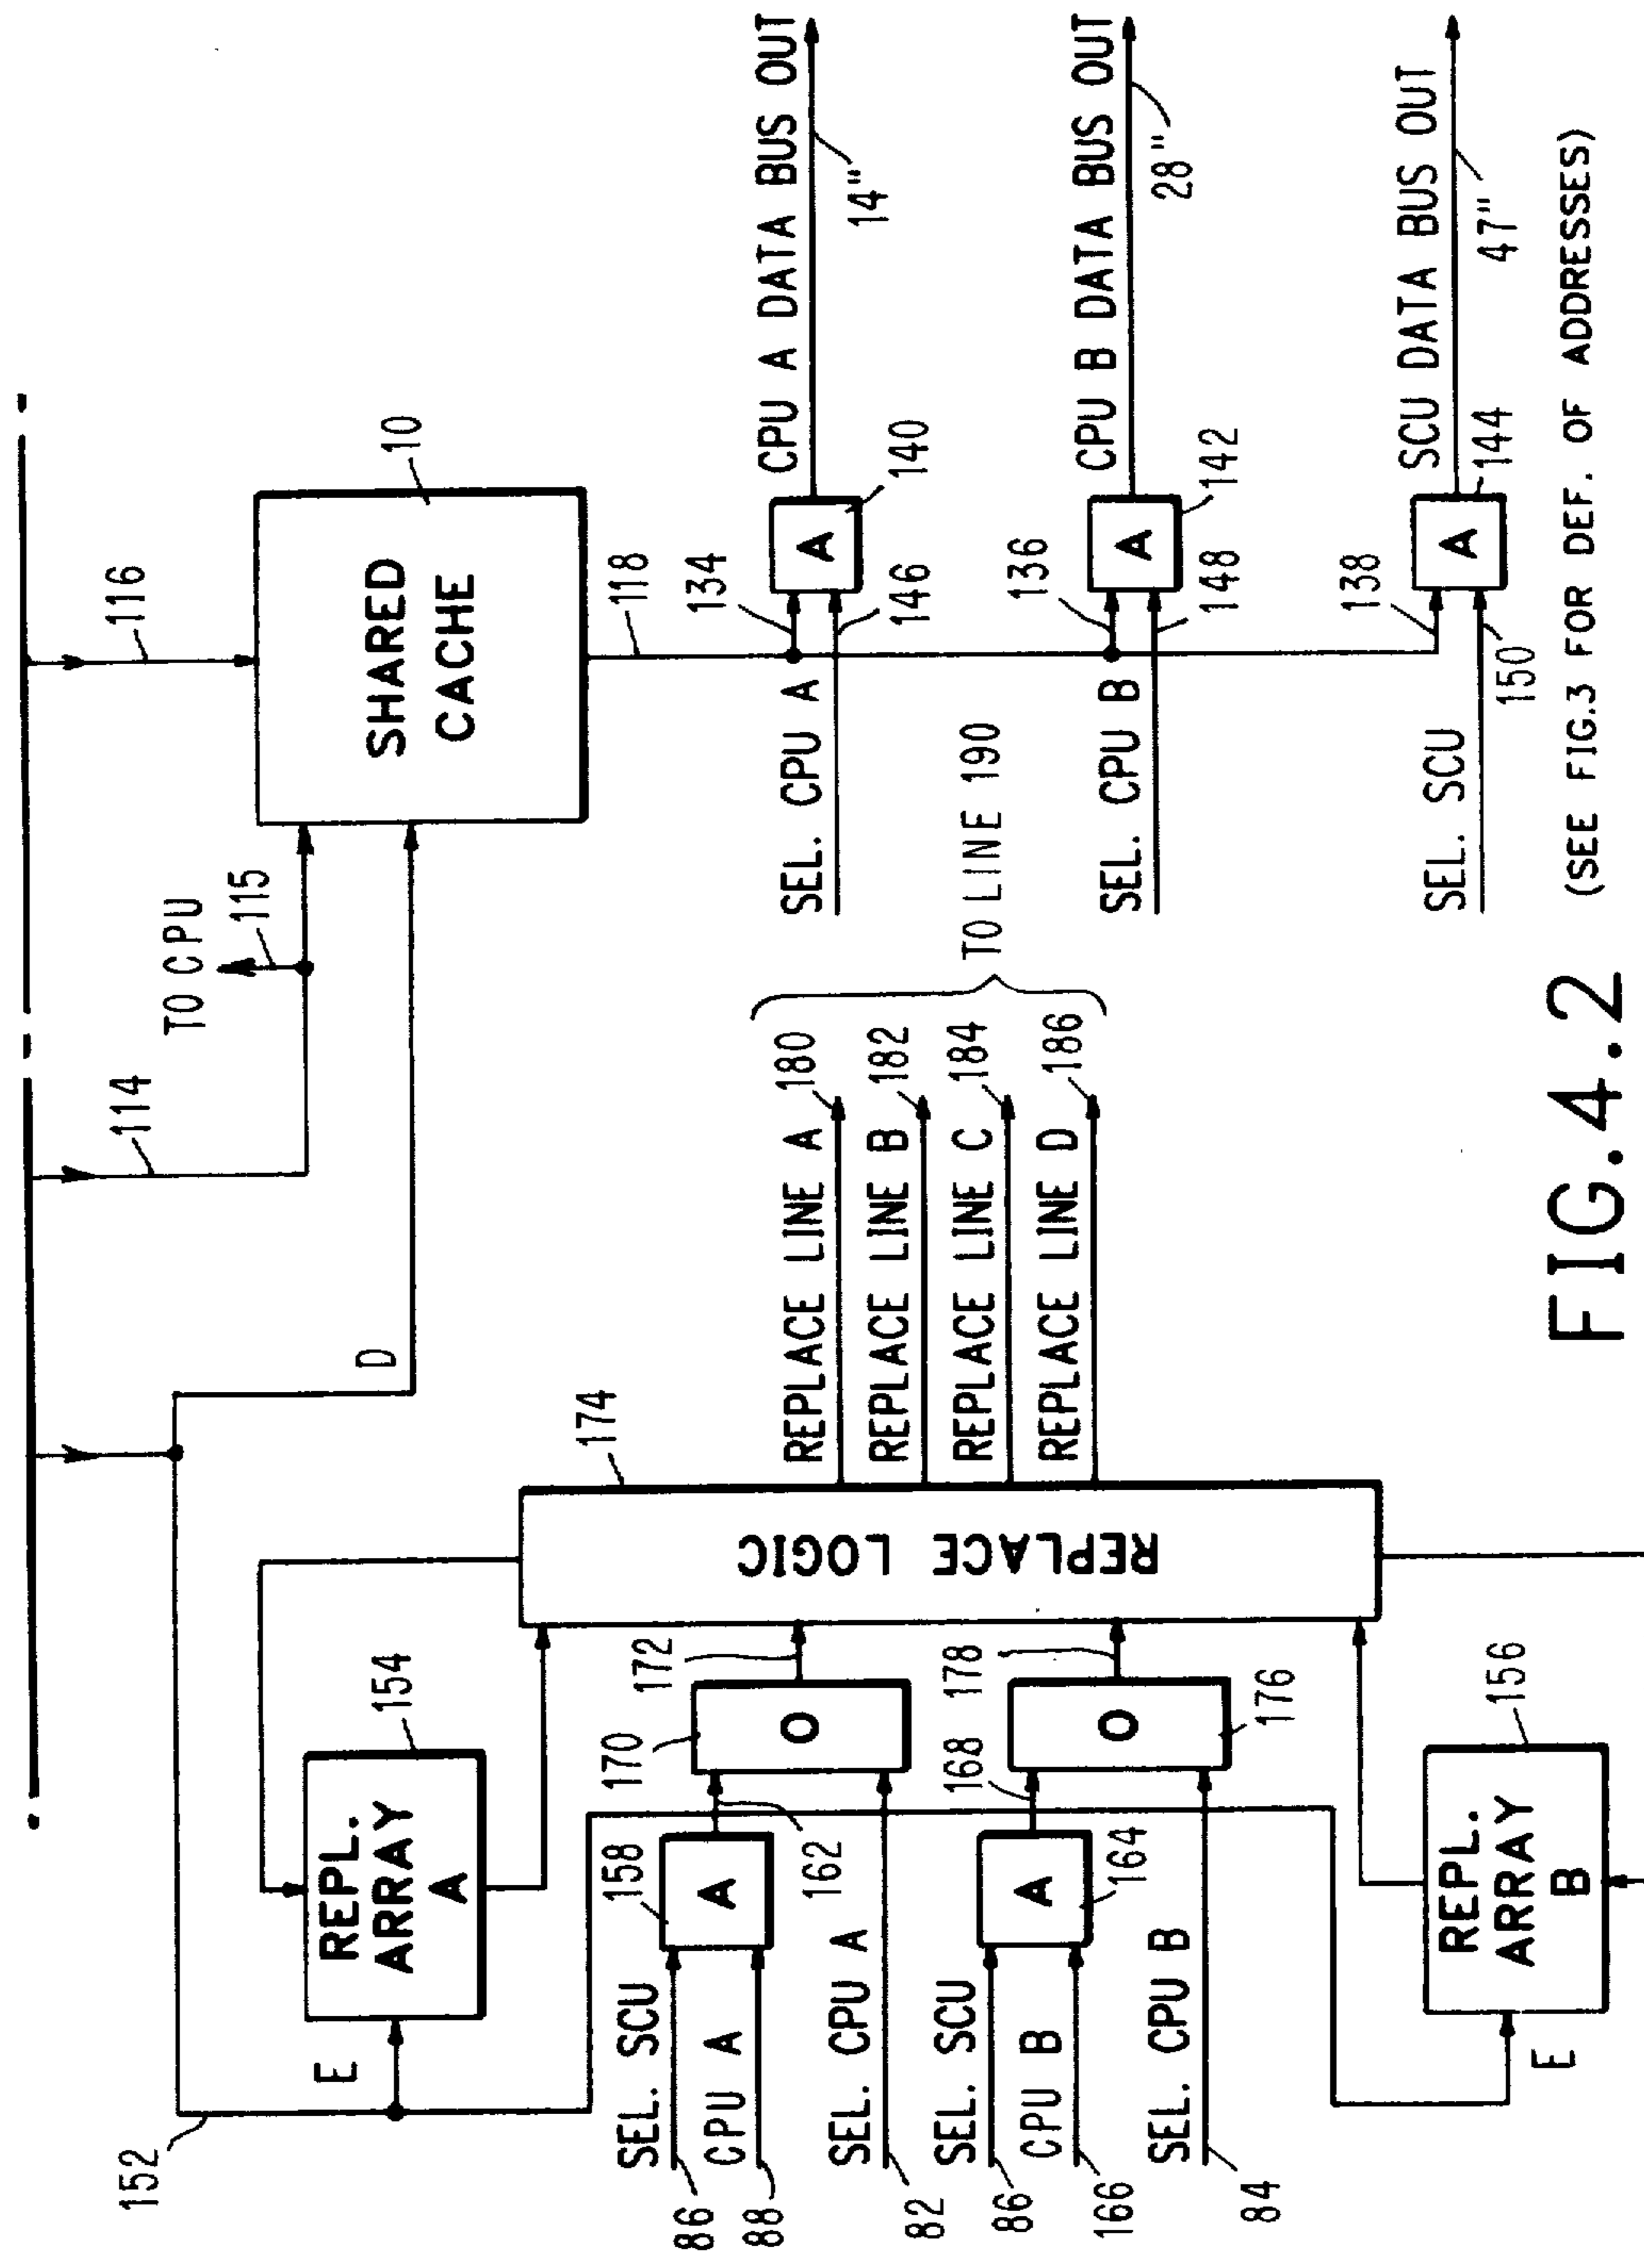 116
10
SHARED
CACHE
TO CPU
115
114
D
118
134
A
140
146
SEL. CPU A
CPU A DATA BUS OUT
14"
136
A
142
148
SEL. CPU B
CPU B DATA BUS OUT
28"
138
A
144
150
SEL. SCU
SCU DATA BUS OUT
47"
152
E
REPL.
ARRAY
A
154
174
REPLACE LOGIC
REPLACE LINE A
180
REPLACE LINE B
182
REPLACE LINE C
184
REPLACE LINE D
186
TO LINE 190
SEL. SCU
86
CPU A
88
158
A
162
170
O
172
SEL. CPU A
82
SEL. SCU
86
CPU B
166
A
164
168
O
178
176
SEL. CPU B
84
E
REPL.
ARRAY
B
156
FIG.4.2
(SEE FIG.3 FOR DEF. OF ADDRESSES)